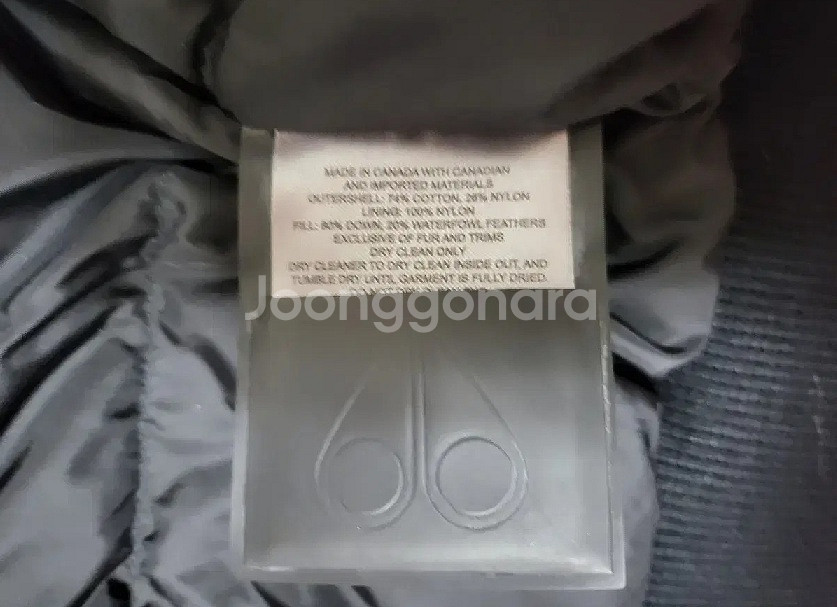 MADE IN CANADA WITH CANADIAN
AND IMPORTED MATERIALS
OUTERSHELL: 74% COTTON, 26% NYLON
LINING: 100% NYLON
FILL: 80% DOWN, 20% WATERFOWL FEATHERS
EXCLUSIVE OF FUR AND TRIMS
DRY CLEAN ONLY
DRY CLEANER TO DRY CLEAN INSIDE OUT, AND
TUMBLE DRY UNTIL GARMENT IS FULLY DRIED.
Joonggonara